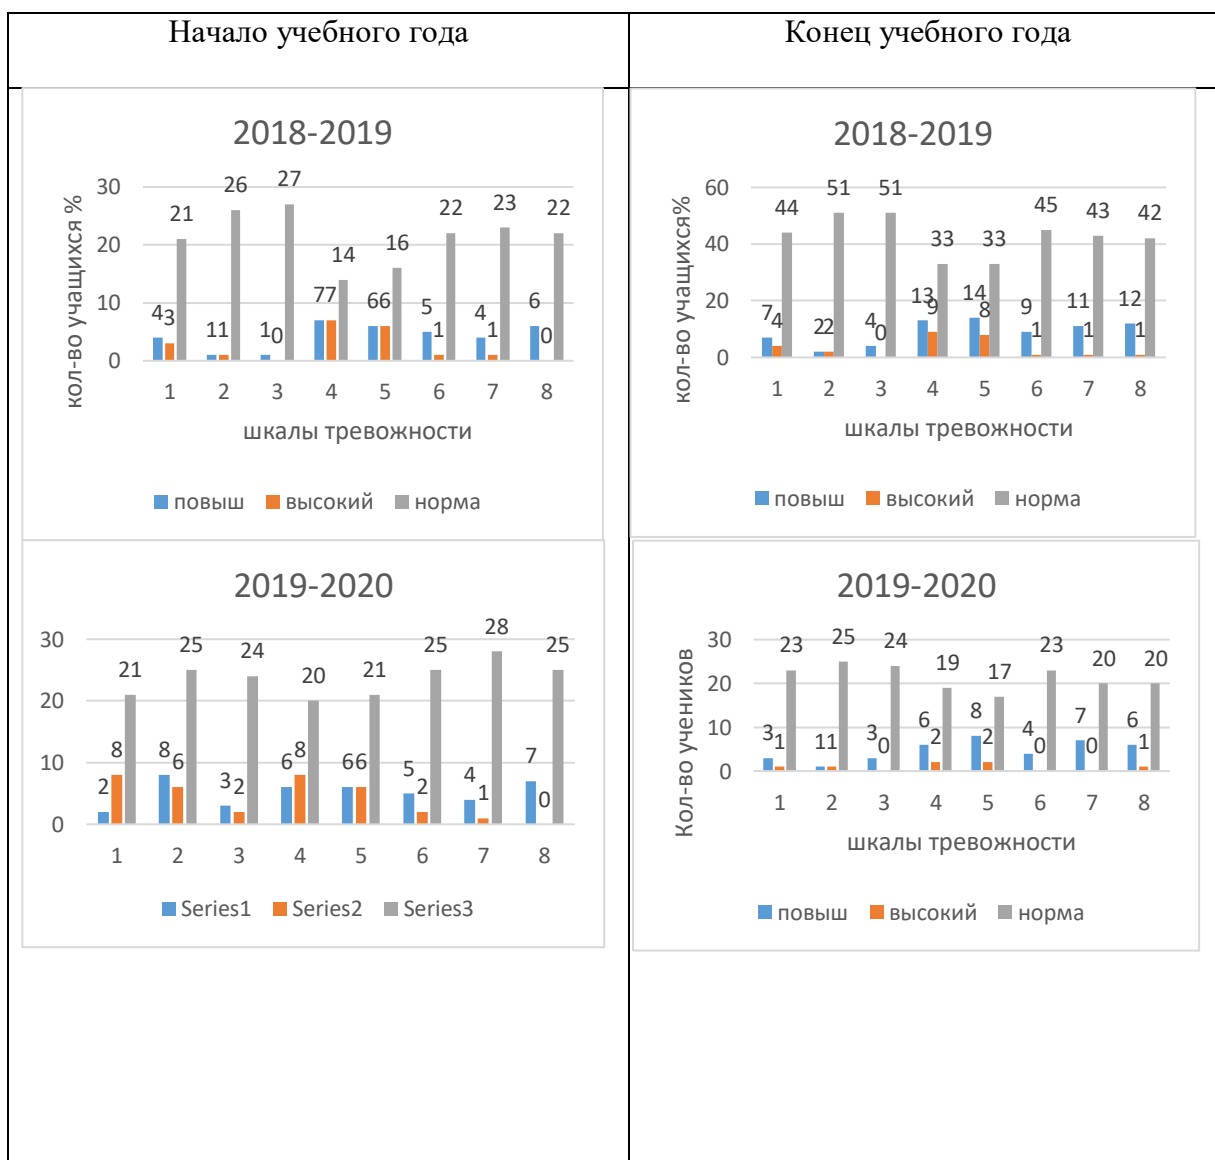 Начало учебного года
Конец учебного года
2018-2019
кол-во учащихся %
30
20
10
0
21 26 27 14 16 22 23 22
4 3 1 1 1 0 7 7 6 6 5 1 4 1 6 0
1 2 3 4 5 6 7 8
шкалы тревожности
повыш высокий норма
2018-2019
кол-во учащихся%
60
40
20
0
44 51 51 33 33 45 43 42
7 4 2 2 4 0 13 9 14 8 9 1 11 1 12 1
1 2 3 4 5 6 7 8
шкалы тревожности
повыш высокий норма
2019-2020
30
20
10
0
21 25 24 20 21 25 28 25
2 8 8 6 3 2 6 8 6 6 5 2 4 1 7 0
1 2 3 4 5 6 7 8
Series1 Series2 Series3
2019-2020
Кол-во учеников
30
20
10
0
23 25 24 19 17 23 20 20
3 1 1 1 3 0 6 2 8 2 4 0 7 0 6 1
1 2 3 4 5 6 7 8
шкалы тревожности
повыш высокий норма